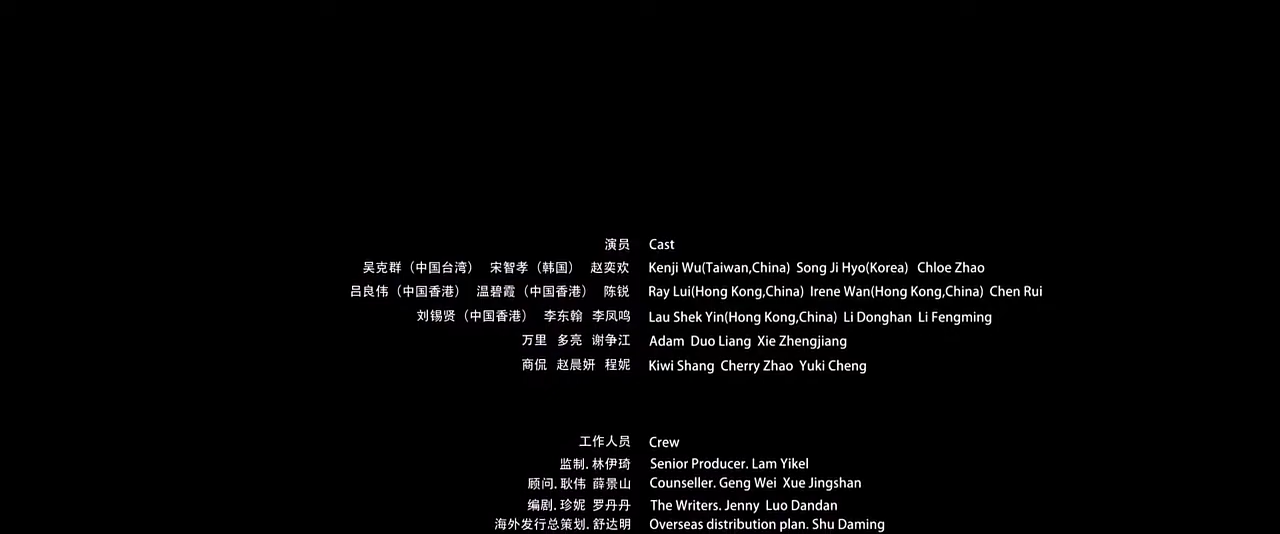 演员 Cast
吴克群（中国台湾） 宋智孝（韩国） 赵奕欢 Kenji Wu(Taiwan,China) Song Ji Hyo(Korea) Chloe Zhao
吕良伟（中国香港） 温碧霞（中国香港） 陈锐 Ray Lui(Hong Kong,China) Irene Wan(Hong Kong,China) Chen Rui
刘锡贤（中国香港） 李东翰 李凤鸣 Lau Shek Yin(Hong Kong,China) Li Donghan Li Fengming
万里 多亮 谢争江 Adam Duo Liang Xie Zhengjiang
商侃 赵晨妍 程妮 Kiwi Shang Cherry Zhao Yuki Cheng
工作人员 Crew
监制. 林伊琦 Senior Producer. Lam Yikel
顾问. 耿伟 薛景山 Counseller. Geng Wei Xue Jingshan
编剧. 珍妮 罗丹丹 The Writers. Jenny Luo Dandan
海外发行总策划. 舒达明 Overseas distribution plan. Shu Daming